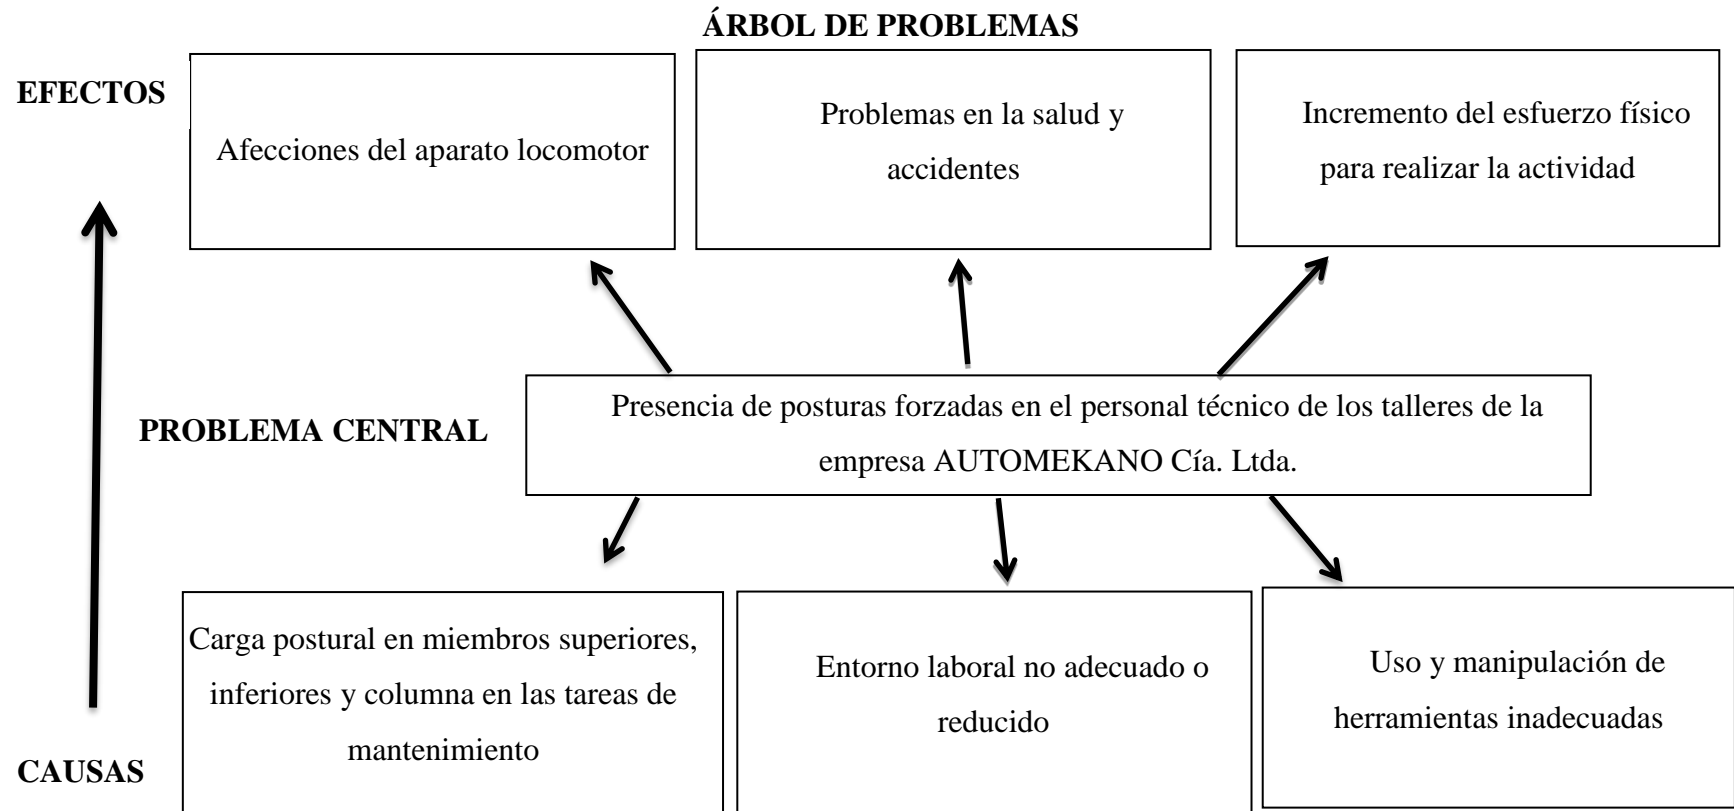 ÁRBOL DE PROBLEMAS
EFECTOS
Afecciones del aparato locomotor
Problemas en la salud y
accidentes
Incremento del esfuerzo físico
para realizar la actividad
PROBLEMA CENTRAL
Presencia de posturas forzadas en el personal técnico de los talleres de la
empresa AUTOMEKANO Cía. Ltda.
Carga postural en miembros superiores,
inferiores y columna en las tareas de
mantenimiento
Entorno laboral no adecuado o
reducido
Uso y manipulación de
herramientas inadecuadas
CAUSAS